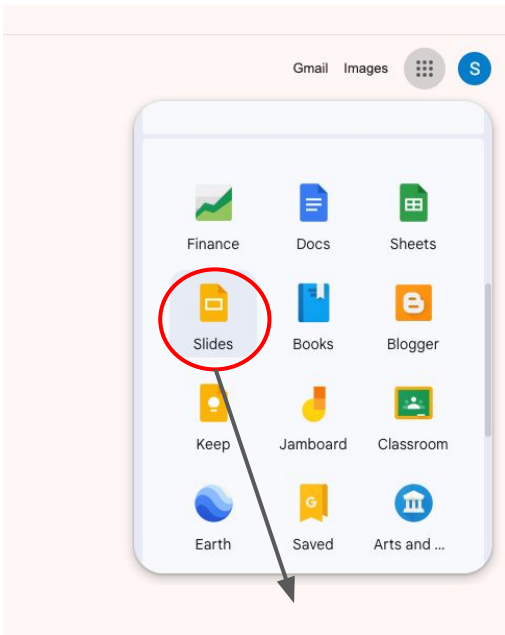 Gmail Images S
Finance Docs Sheets
Slides Books Blogger
Keep Jamboard Classroom
G
Earth Saved Arts and ...